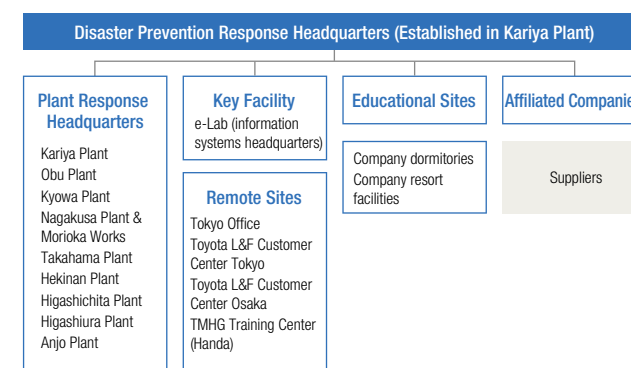 Disaster Prevention Response Headquarters (Established in Kariya Plant)
Plant Response
Headquarters
Kariya Plant
Obu Plant
Kyowa Plant
Nagakusa Plant &
Morioka Works
Takahama Plant
Hekinan Plant
Higashichita Plant
Higashiura Plant
Anjo Plant
Key Facility
e-Lab (information
systems headquarters)
Remote Sites
Tokyo Office
Toyota L&F Customer
Center Tokyo
Toyota L&F Customer
Center Osaka
TMHG Training Center
(Handa)
Educational Sites
Company dormitories
Company resort
facilities
Affiliated Companie
Suppliers